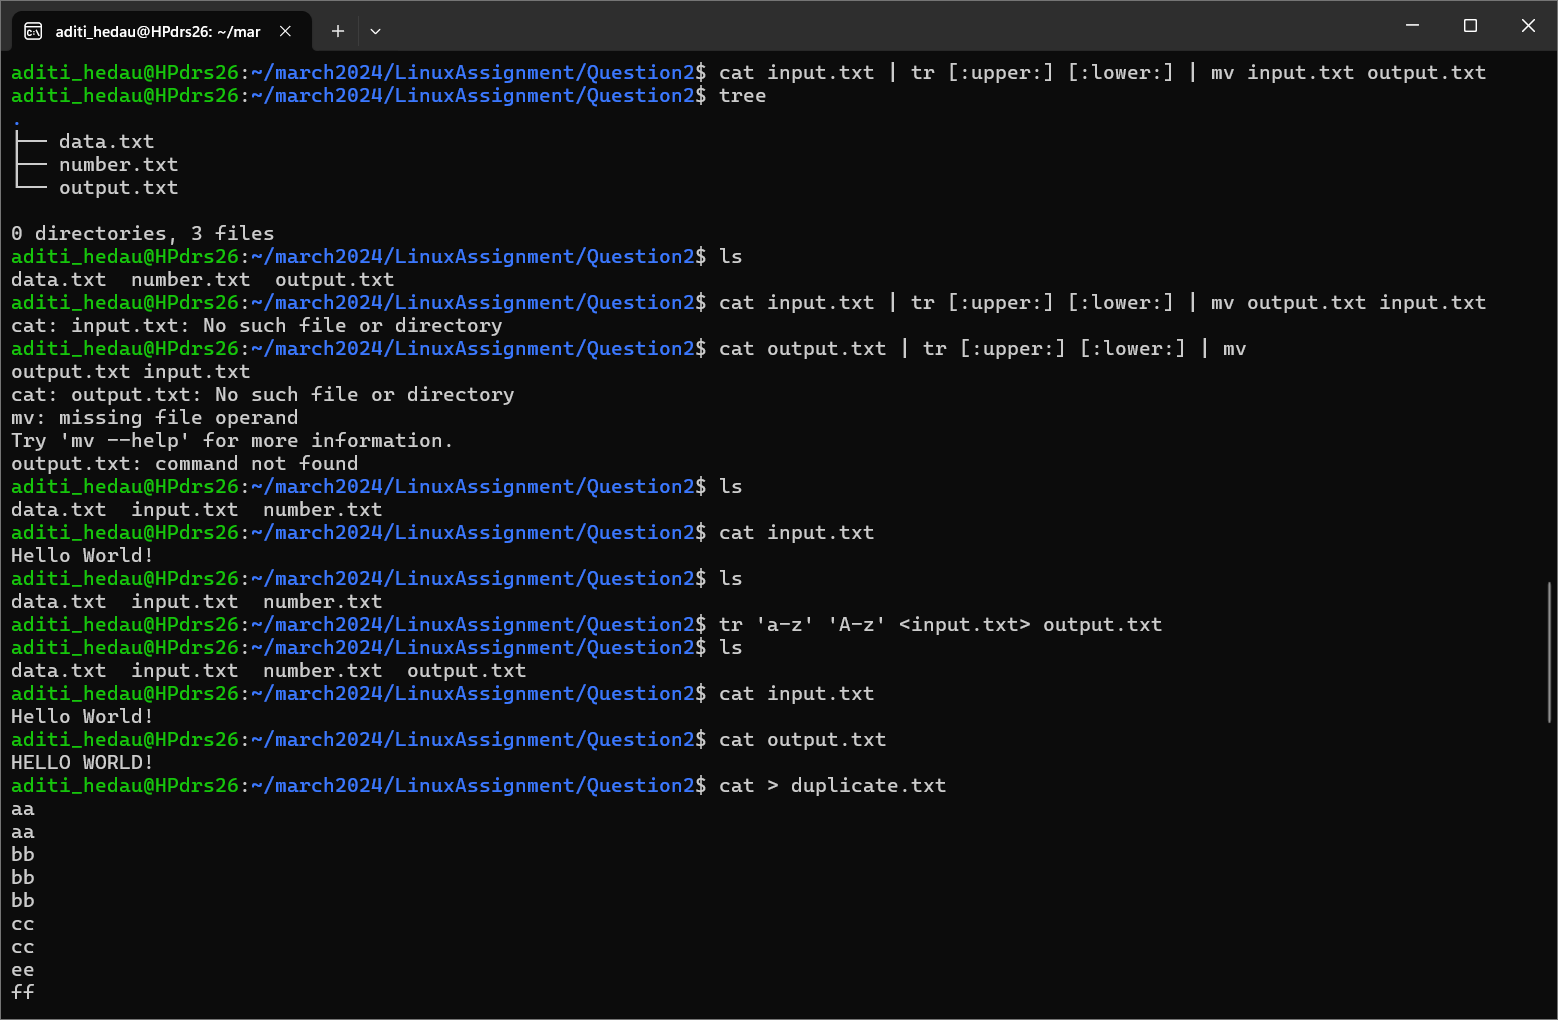 aditi_hedau@HPdrs26: ~/mar
aditi_hedau@HPdrs26:~/march2024/LinuxAssignment/Question2$ cat input.txt | tr [:upper:] [:lower:] | mv input.txt output.txt
aditi_hedau@HPdrs26:~/march2024/LinuxAssignment/Question2$ tree
.
├── data.txt
├── number.txt
└── output.txt
0 directories, 3 files
aditi_hedau@HPdrs26:~/march2024/LinuxAssignment/Question2$ ls
data.txt  number.txt  output.txt
aditi_hedau@HPdrs26:~/march2024/LinuxAssignment/Question2$ cat input.txt | tr [:upper:] [:lower:] | mv output.txt input.txt
cat: input.txt: No such file or directory
aditi_hedau@HPdrs26:~/march2024/LinuxAssignment/Question2$ cat output.txt | tr [:upper:] [:lower:] | mv
output.txt input.txt
cat: output.txt: No such file or directory
mv: missing file operand
Try 'mv --help' for more information.
output.txt: command not found
aditi_hedau@HPdrs26:~/march2024/LinuxAssignment/Question2$ ls
data.txt  input.txt  number.txt
aditi_hedau@HPdrs26:~/march2024/LinuxAssignment/Question2$ cat input.txt
Hello World!
aditi_hedau@HPdrs26:~/march2024/LinuxAssignment/Question2$ ls
data.txt  input.txt  number.txt
aditi_hedau@HPdrs26:~/march2024/LinuxAssignment/Question2$ tr 'a-z' 'A-z' <input.txt> output.txt
aditi_hedau@HPdrs26:~/march2024/LinuxAssignment/Question2$ ls
data.txt  input.txt  number.txt  output.txt
aditi_hedau@HPdrs26:~/march2024/LinuxAssignment/Question2$ cat input.txt
Hello World!
aditi_hedau@HPdrs26:~/march2024/LinuxAssignment/Question2$ cat output.txt
HELLO WORLD!
aditi_hedau@HPdrs26:~/march2024/LinuxAssignment/Question2$ cat > duplicate.txt
aa
aa
bb
bb
bb
cc
cc
ee
ff